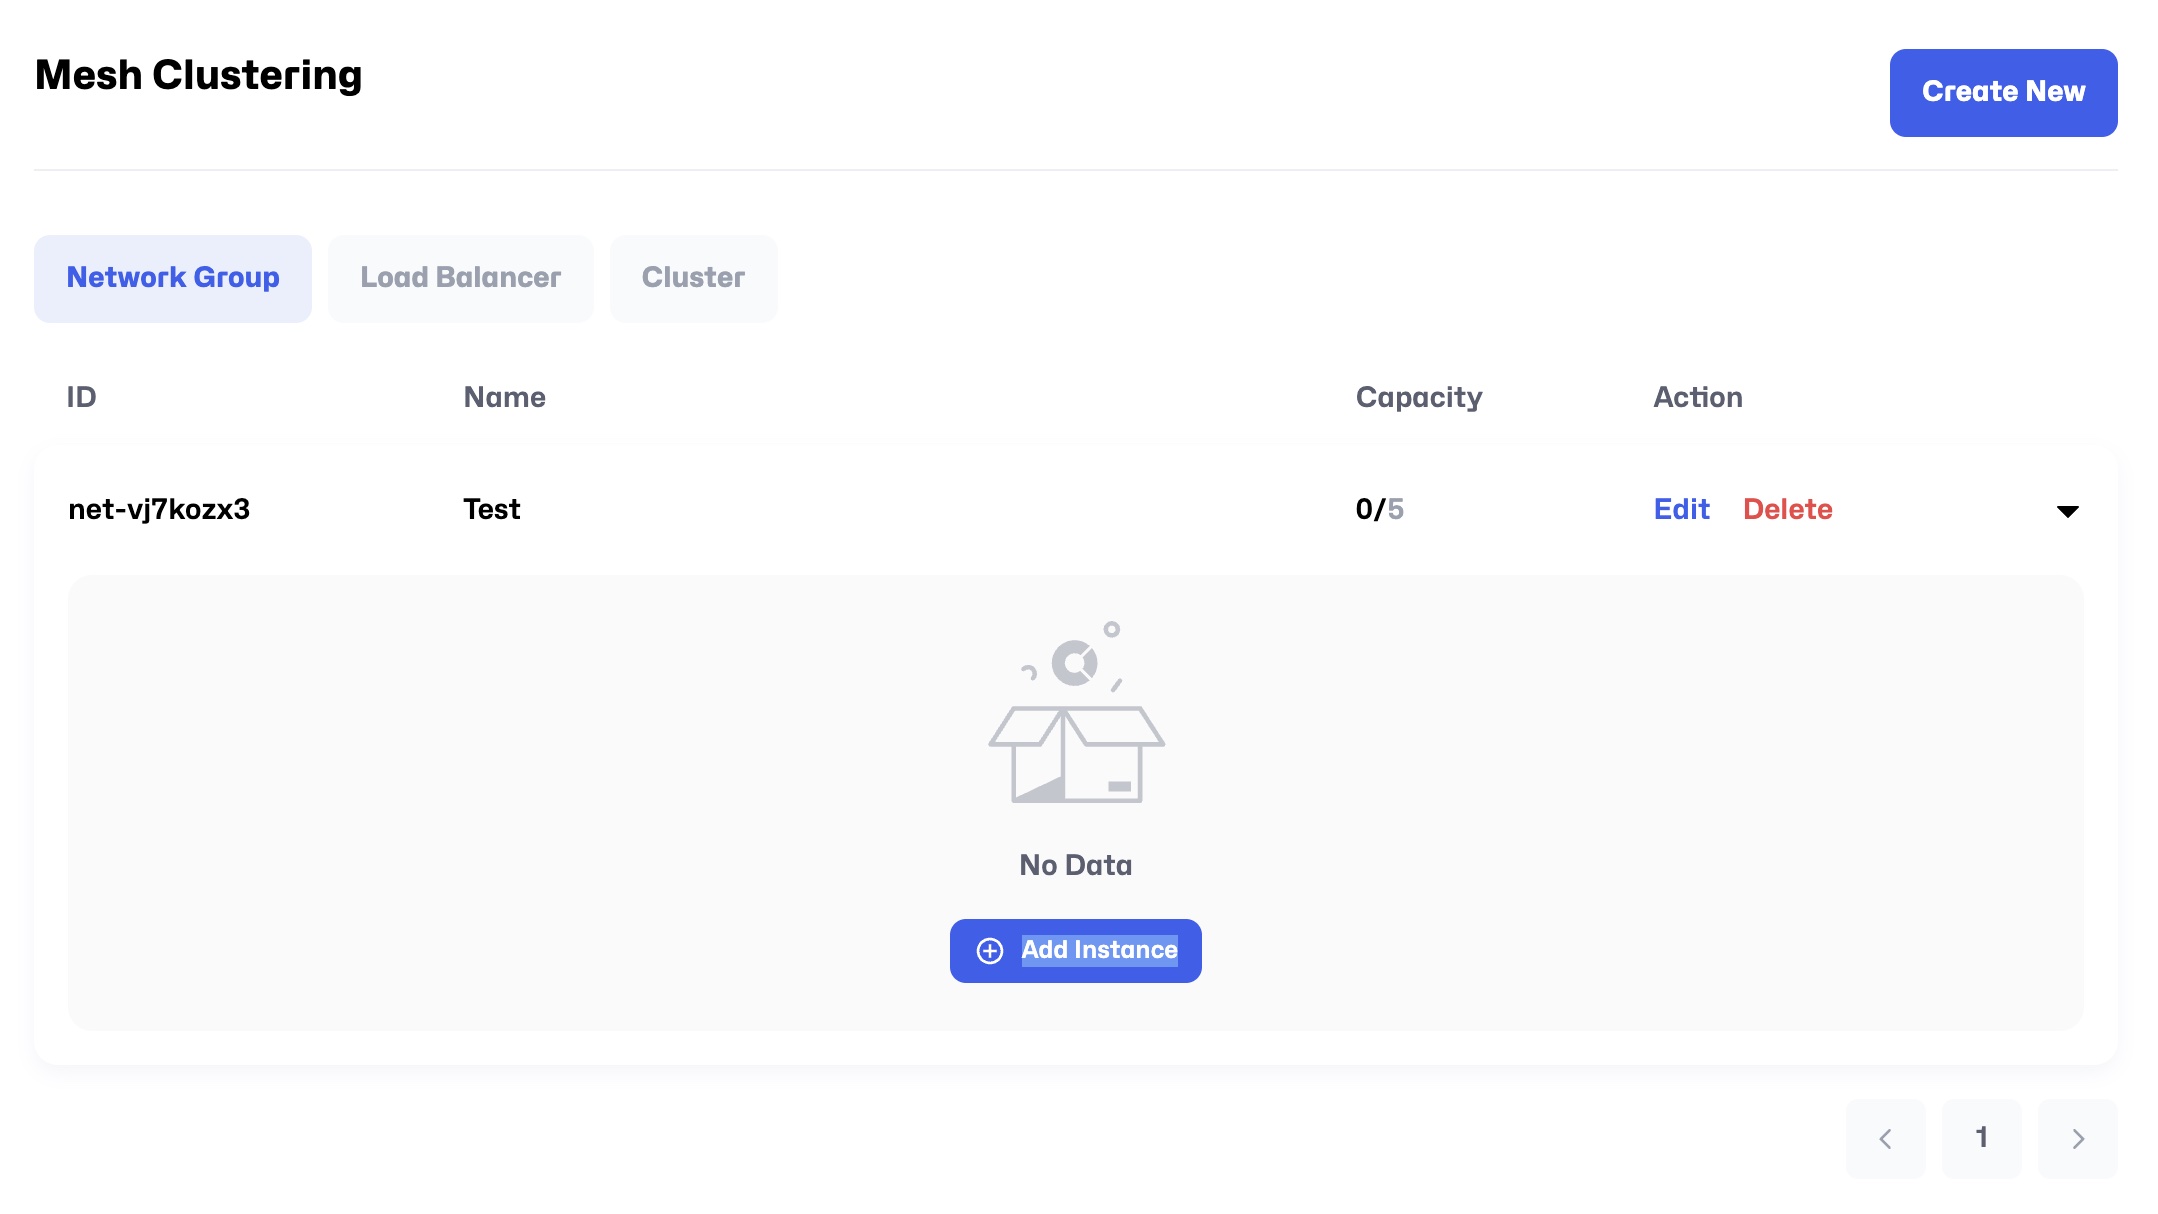 Mesh Clustering
Create New
Network Group
Load Balancer
Cluster
ID
Name
Capacity
Action
net-vj7kozx3
Test
0/5
Edit
Delete
No Data
Add Instance
1